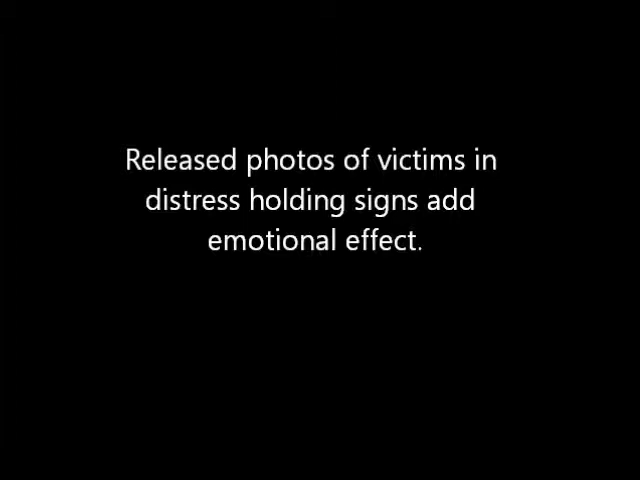 Released photos of victims in
distress holding signs add
emotional effect.